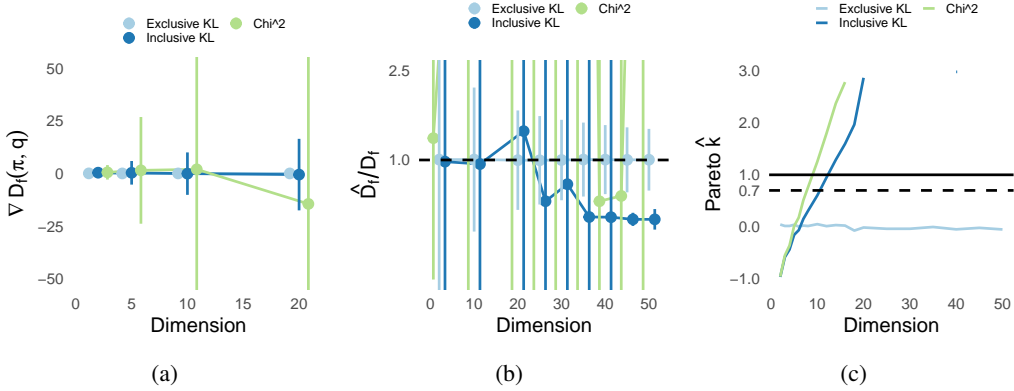 Exclusive KL Chi^2
Inclusive KL
50
25
0
−25
−50
∇ D_f(π, q)
0 5 10 15 20
Dimension
(a)
Exclusive KL Chi^2
Inclusive KL
2.5
1.0
D̂_f/D_f
0 10 20 30 40 50
Dimension
(b)
Exclusive KL Chi^2
Inclusive KL
3.0
2.0
1.0
0.7
0.0
−1.0
Pareto k̂
0 10 20 30 40 50
Dimension
(c)